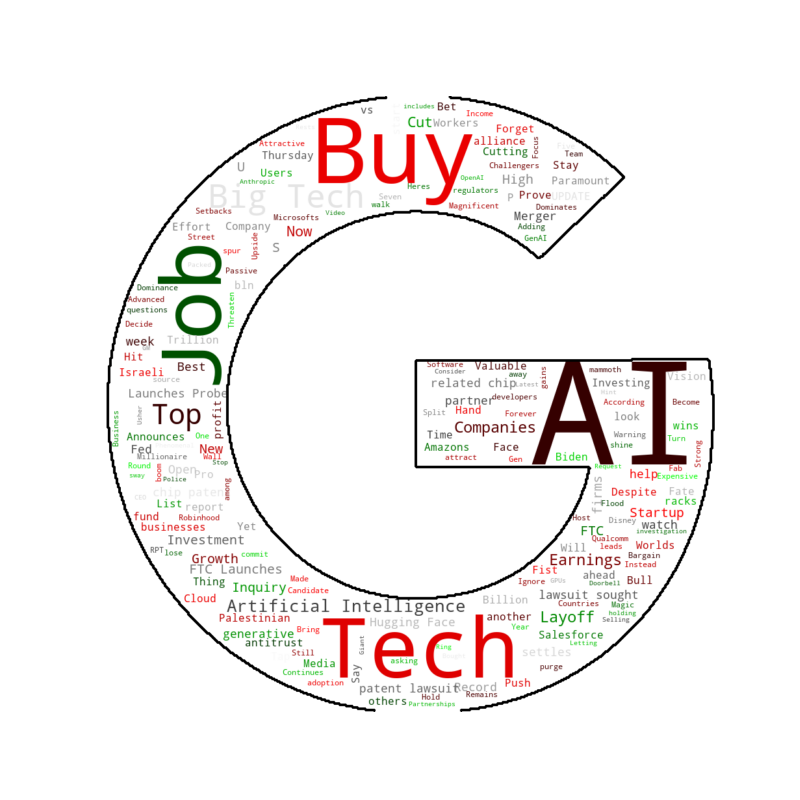 vs
includes
Bet
Income
Buy
Cut
Workers
Forget
Attractive
alliance
Focus
Thursday
Cutting
Team
U
Users
Challengers
Stay
Anthropic
OpenAI
High
Paramount
Big Tech
Heres
regulators
Seven
walk
P
Prove
UPDATE
Setbacks
Microsofts
Video
Magnificent
Dominates
Effort
Company
Merger
Street
Now
Adding
GenAI
Job
spur
Upside
S
Packed
Passive
Dominance
bln
Advanced
questions
Threaten
Decide
week
Trillion
Hit
Israeli
Best
source
Launches Probe
Software
Consider
Valuable
away
gains
AI
mammoth
Vision
related chip
Latest
Investing
Hint
partner
developers
According
Become
Split
Hand
Forever
look
Companies
Time
Warning
wins
Amazons
Face
shine
Turn
attract
Gen
Biden
Request
Strong
Top
Usher
profit
Business
Announces
One
Fed
New
Wall
Millionaire
Stop
Round
Open
sway
boom
Police
Pro
help
Fab
Expensive
chip patent
among
firms
Despite
Fate
CEO
List
report
Flood
racks
fund
Robinhood
Host
Disney
Startup
businesses
Yet
FTC
watch
investigation
Investment
Qualcomm
leads
Worlds
RPT
lose
commit
Will
Bargain
Growth
Earnings
Instead
FTC Launches
Fist
ahead
Bull
Thing
Inquiry
Made
Ignore
GPUs
Doorbell
Candidate
lawsuit sought
Cloud
Artificial Intelligence
Billion
Countries
Magic
holding
Palestinian
Hugging Face
another
Layoff
Selling
Bring
Tech
Year
generative
Salesforce
antitrust
Giant
Ring
Letting
Still
settles
Media
asking
Continues
Say
purge
adoption
patent lawsuit
Record
Push
Hold
Remains
others
Partnerships